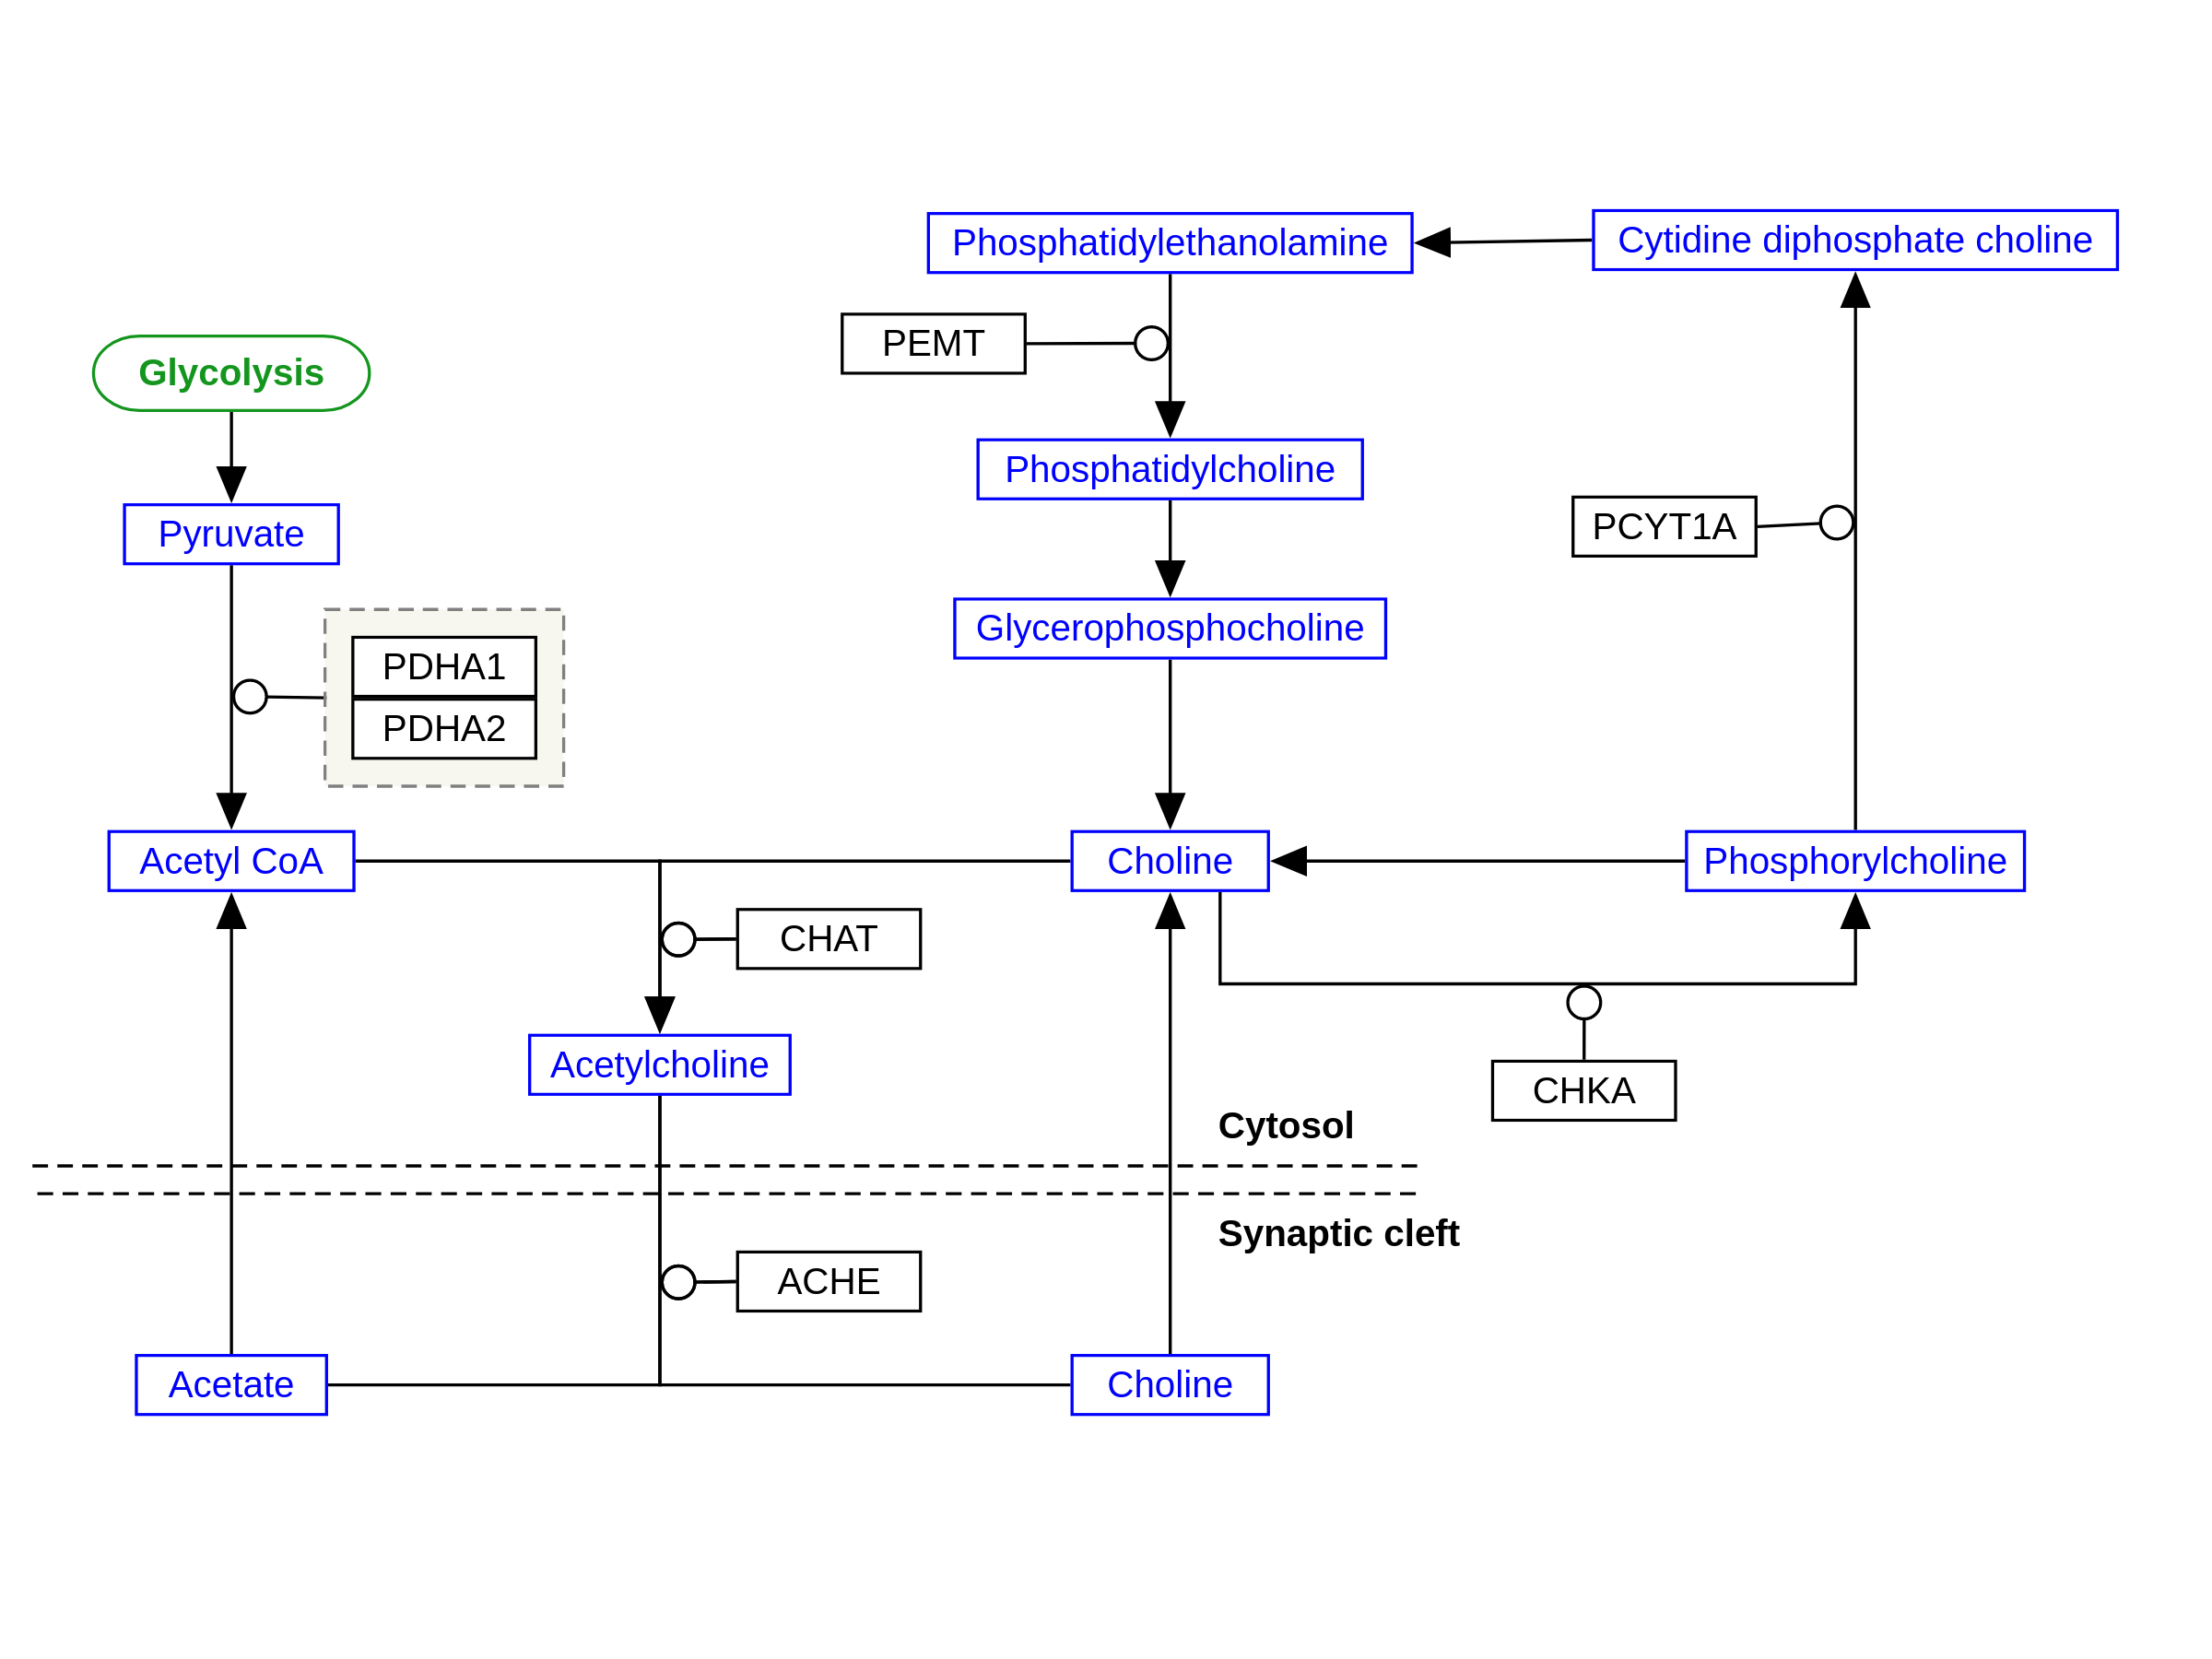 Phosphatidylethanolamine
Cytidine diphosphate choline
PEMT
Glycolysis
Phosphatidylcholine
Pyruvate
PCYT1A
Glycerophosphocholine
PDHA1
PDHA2
Acetyl CoA
Choline
Phosphorylcholine
CHAT
Acetylcholine
CHKA
Cytosol
Synaptic cleft
ACHE
Acetate
Choline